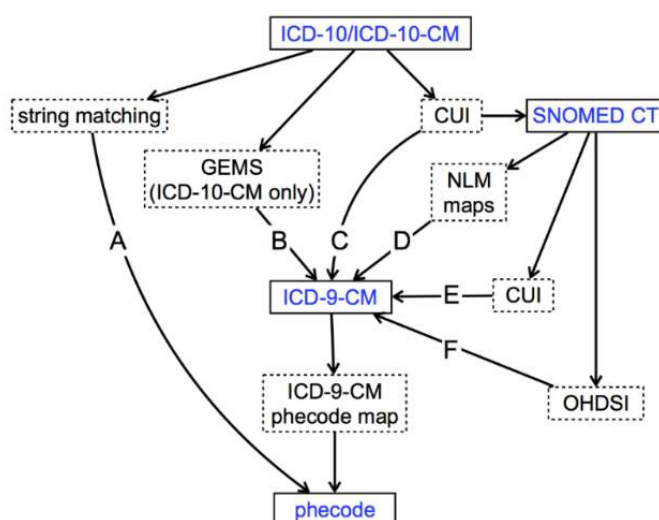 ICD-10/ICD-10-CM
string matching
CUI
SNOMED CT
GEMS
(ICD-10-CM only)
NLM
maps
A
B
C
D
ICD-9-CM
E
CUI
F
ICD-9-CM
phecode map
OHDSI
phecode